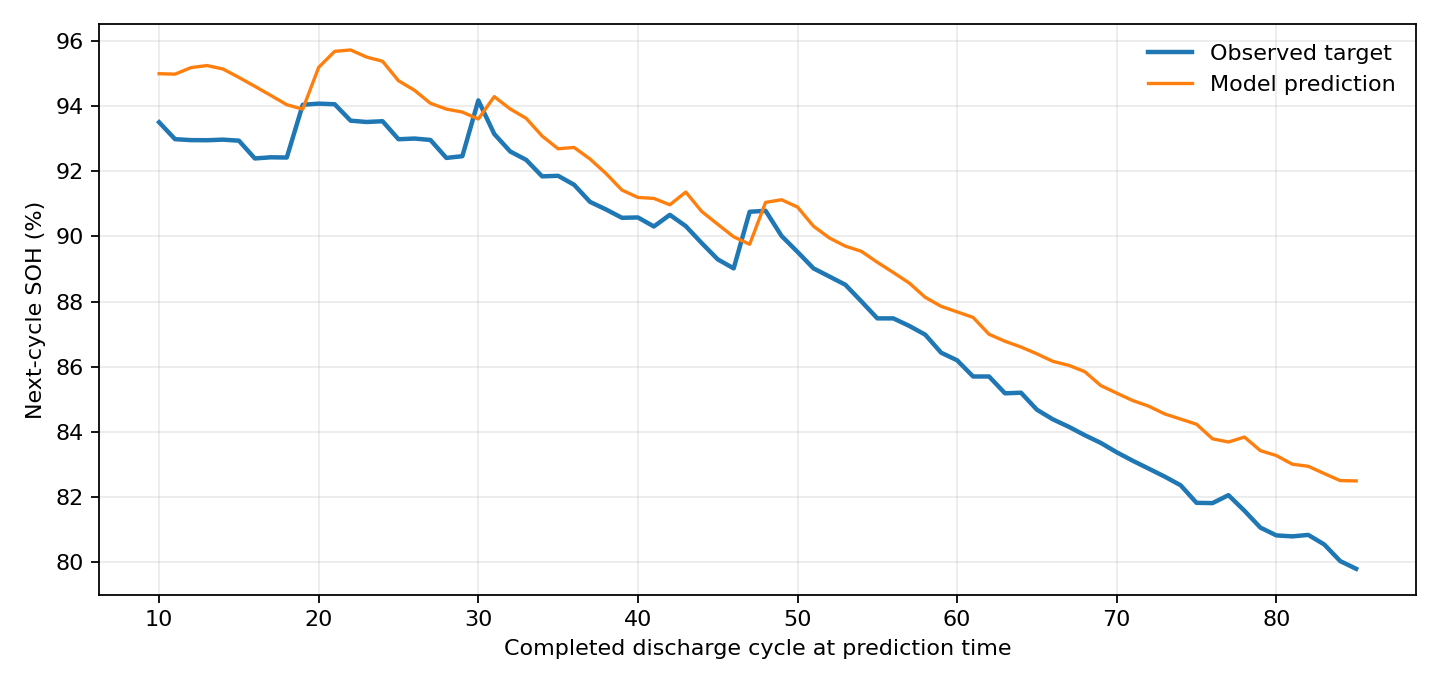 96
94
92
90
88
86
84
82
80
Next-cycle SOH (%)
Observed target
Model prediction
10 20 30 40 50 60 70 80
Completed discharge cycle at prediction time